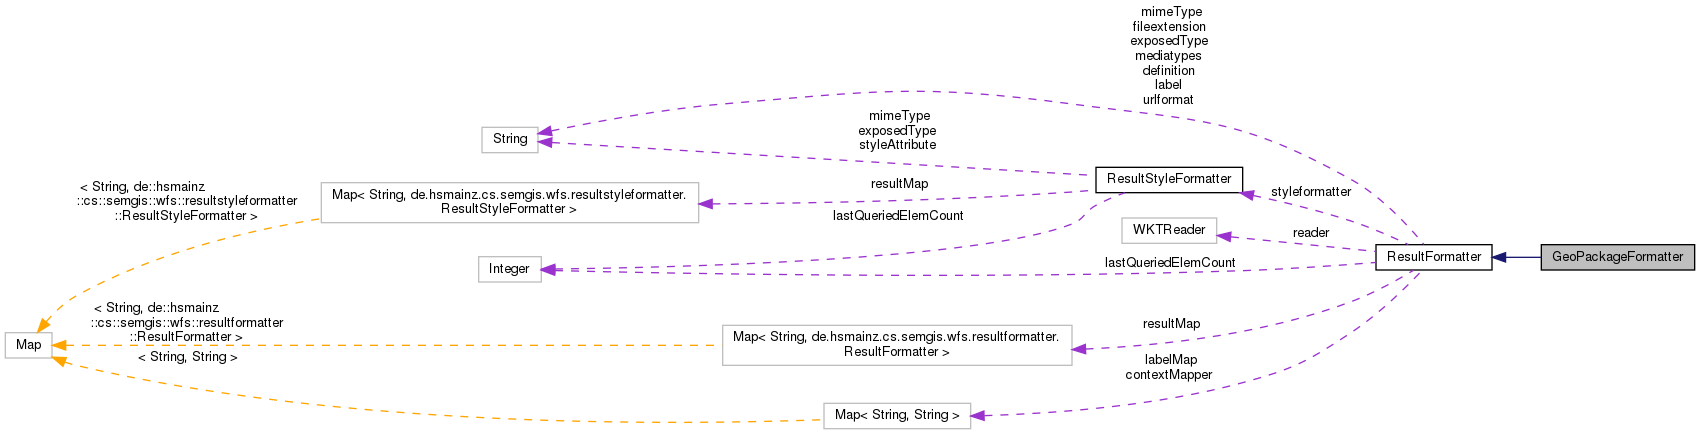 mimeType
fileextension
exposedType
mediatypes
definition
label
urlformat
mimeType
exposedType
styleAttribute
String
ResultStyleFormatter
resultMap
< String, de::hsmainz
::cs::semgis::wfs::resultstyleformatter
::ResultStyleFormatter >
Map< String, de.hsmainz.cs.semgis.wfs.resultstyleformatter.
ResultStyleFormatter >
styleformatter
lastQueriedElemCount
WKTReader
reader
ResultFormatter
GeoPackageFormatter
Integer
lastQueriedElemCount
< String, de::hsmainz
::cs::semgis::wfs::resultformatter
::ResultFormatter >
Map
Map< String, de.hsmainz.cs.semgis.wfs.resultformatter.
ResultFormatter >
resultMap
< String, String >
labelMap
contextMapper
Map< String, String >